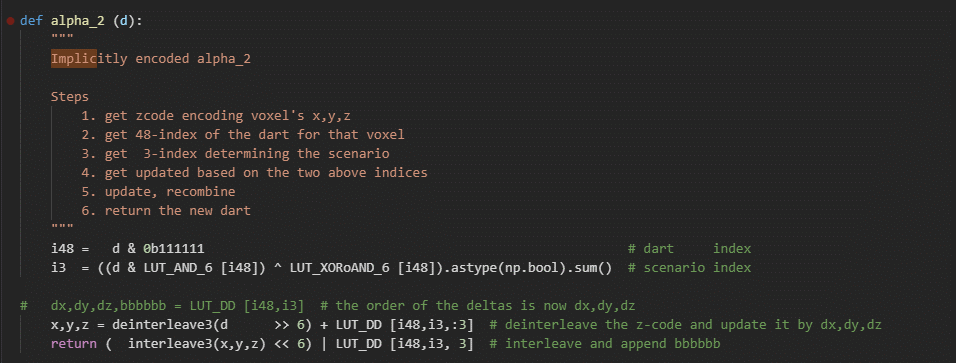 def alpha_2 (d):
    """
    Implicitly encoded alpha_2

    Steps
        1. get zcode encoding voxel's x,y,z
        2. get 48-index of the dart for that voxel
        3. get  3-index determining the scenario
        4. get updated based on the two above indices
        5. update, recombine
        6. return the new dart
    """
    i48 =   d & 0b111111                                                 # dart     index
    i3  = ((d & LUT_AND_6 [i48]) ^ LUT_XORoAND_6 [i48]).astype(np.bool).sum()  # scenario index

#   dx,dy,dz,bbbbbb = LUT_DD [i48,i3]  # the order of the deltas is now dx,dy,dz
    x,y,z = deinterleave3(d      >> 6) + LUT_DD [i48,i3,:3]  # deinterleave the z-code and update it by dx,dy,dz
    return (  interleave3(x,y,z) << 6) | LUT_DD [i48,i3, 3]  # interleave and append bbbbbb